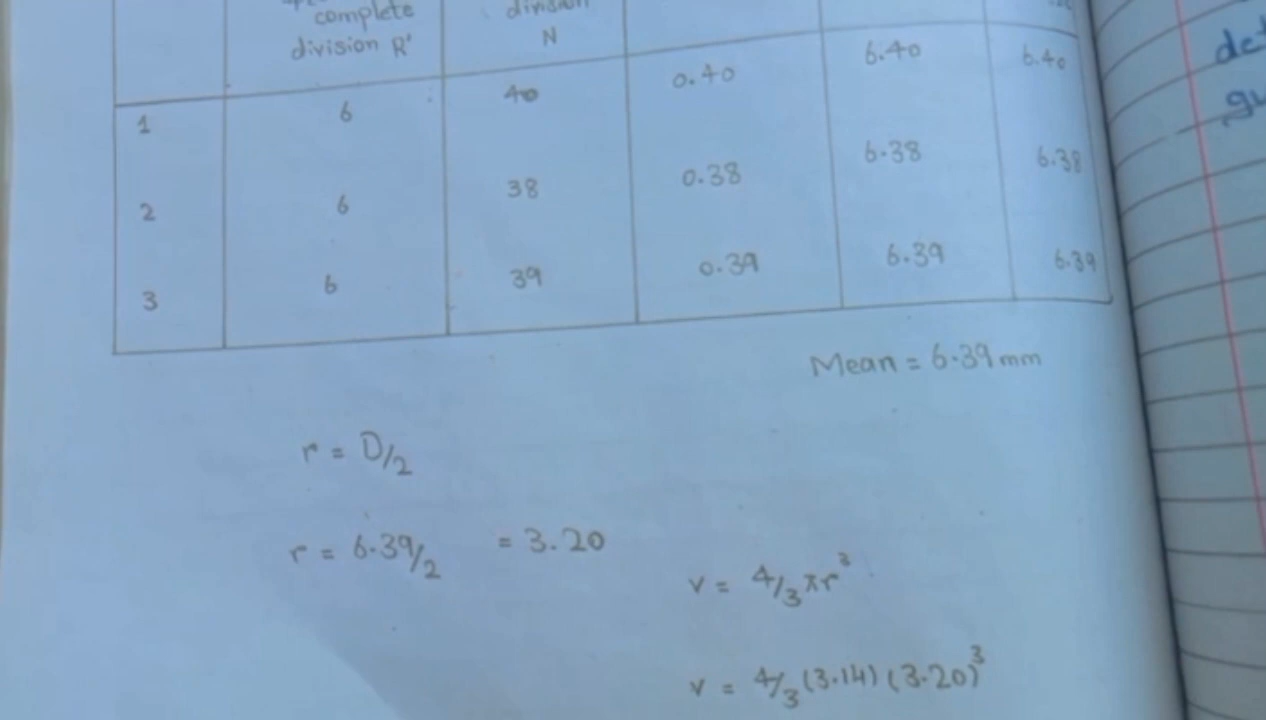 complete division
division R' N
1 6 40 0.40 6.40 6.40
2 6 38 0.38 6.38 6.38
3 6 39 0.39 6.39 6.39
Mean = 6.39 mm
r = D/2
r = 6.39/2 = 3.20
v = 4/3 πr³
v = 4/3 (3.14) (3.20)³